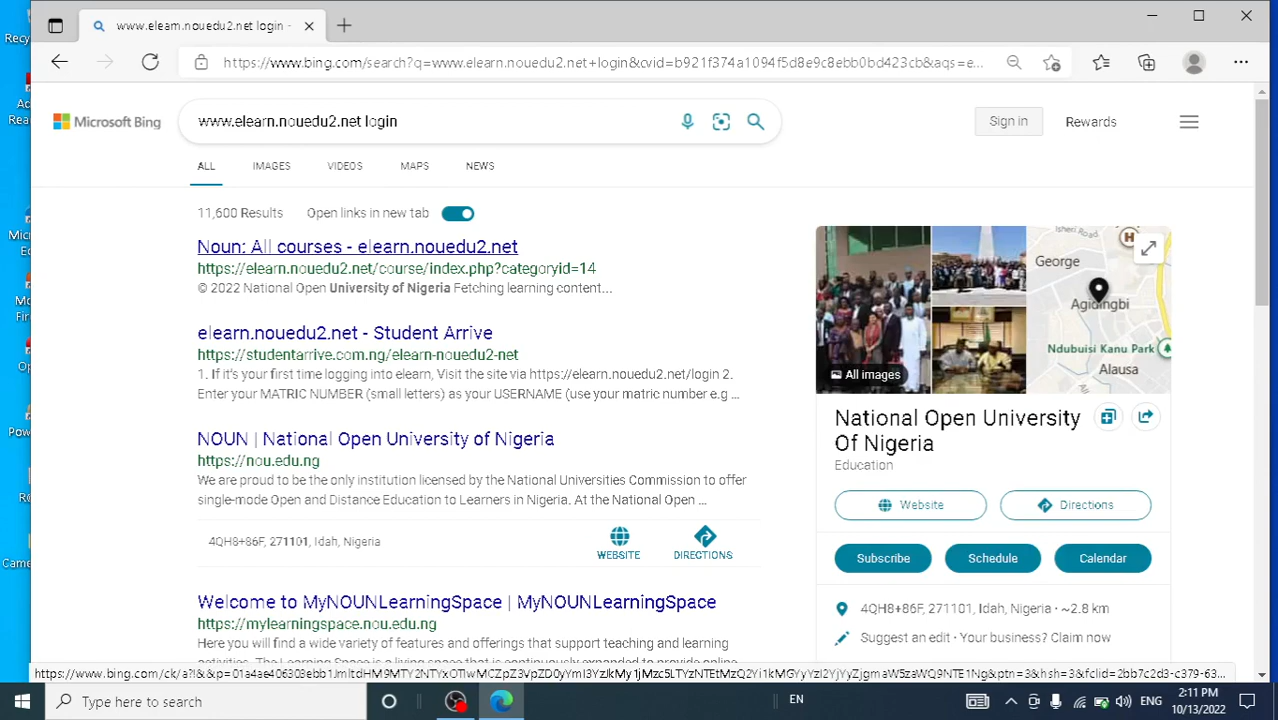 www.elearn.nouedu2.net login -
https://www.bing.com/search?q=www.elearn.nouedu2.net+login&cvid=b921f374a1094f5d8e9c8ebb0bd423cb&aqs=e...
Microsoft Bing
www.elearn.nouedu2.net login
Sign in
Rewards
ALL
IMAGES
VIDEOS
MAPS
NEWS
11,600 Results
Open links in new tab
Noun: All courses - elearn.nouedu2.net
https://elearn.nouedu2.net/course/index.php?categoryid=14
© 2022 National Open University of Nigeria Fetching learning content...
elearn.nouedu2.net - Student Arrive
https://studentarrive.com.ng/elearn-nouedu2-net
1. If it's your first time logging into elearn, Visit the site via https://elearn.nouedu2.net/login 2.
Enter your MATRIC NUMBER (small letters) as your USERNAME (use your matric number e.g ...
NOUN | National Open University of Nigeria
https://nou.edu.ng
We are proud to be the only institution licensed by the National Universities Commission to offer
single-mode Open and Distance Education to Learners in Nigeria. At the National Open ...
4QH8+86F, 271101, Idah, Nigeria
WEBSITE
DIRECTIONS
Welcome to MyNOUNLearningSpace | MyNOUNLearningSpace
https://mylearningspace.nou.edu.ng
Here you will find a wide variety of features and offerings that support teaching and learning
Isheri Road
George
H
Agidingbi
Ndubuisi Kanu Park
Alausa
All images
National Open University
Of Nigeria
Education
Website
Directions
Subscribe
Schedule
Calendar
4QH8+86F, 271101, Idah, Nigeria · ~2.8 km
Suggest an edit · Your business? Claim now
Type here to search
EN
ENG
2:11 PM
10/13/2022